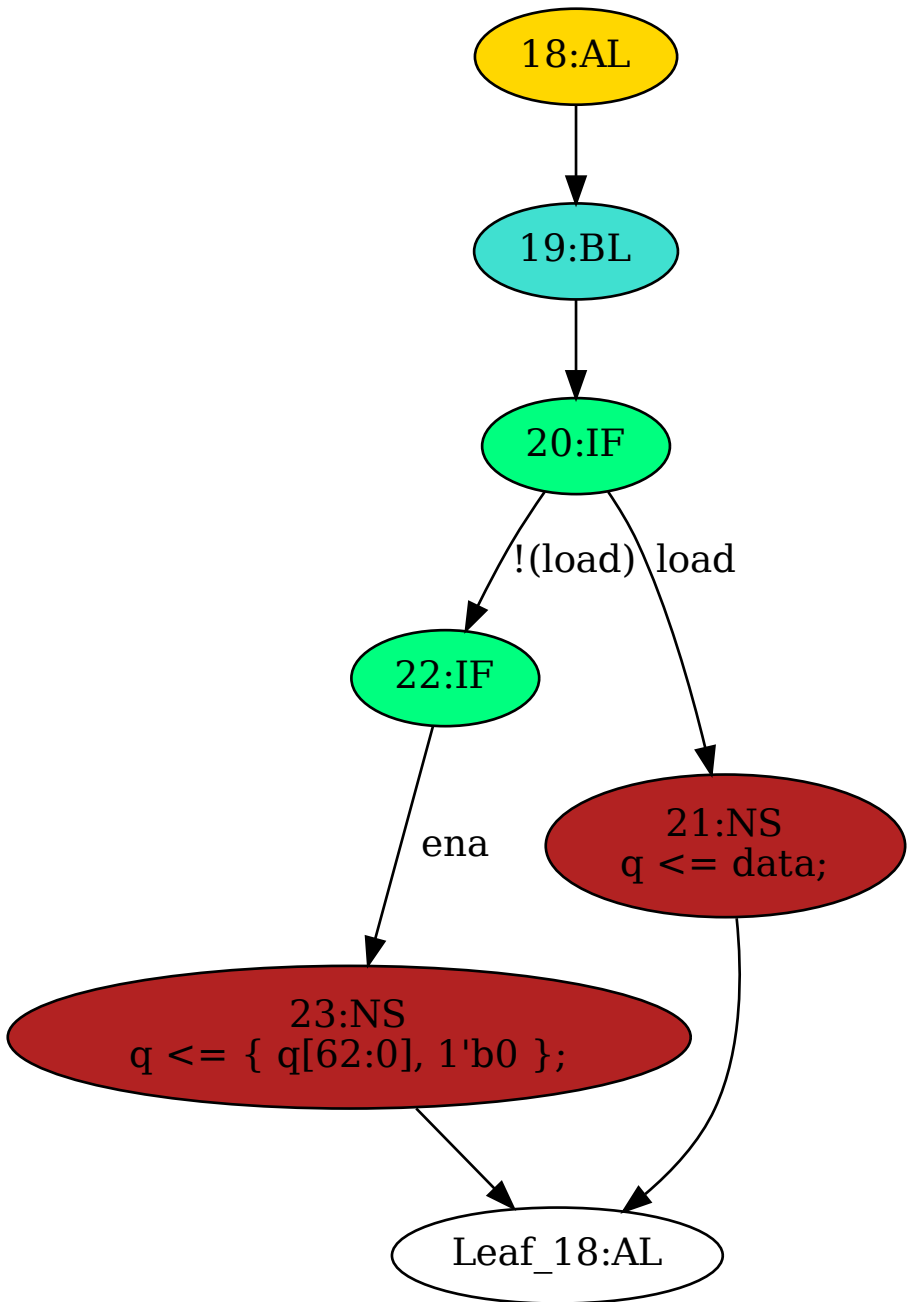 18:AL
19:BL
20:IF
!(load)
load
22:IF
21:NS
q <= data;
ena
23:NS
q <= { q[62:0], 1'b0 };
Leaf_18:AL